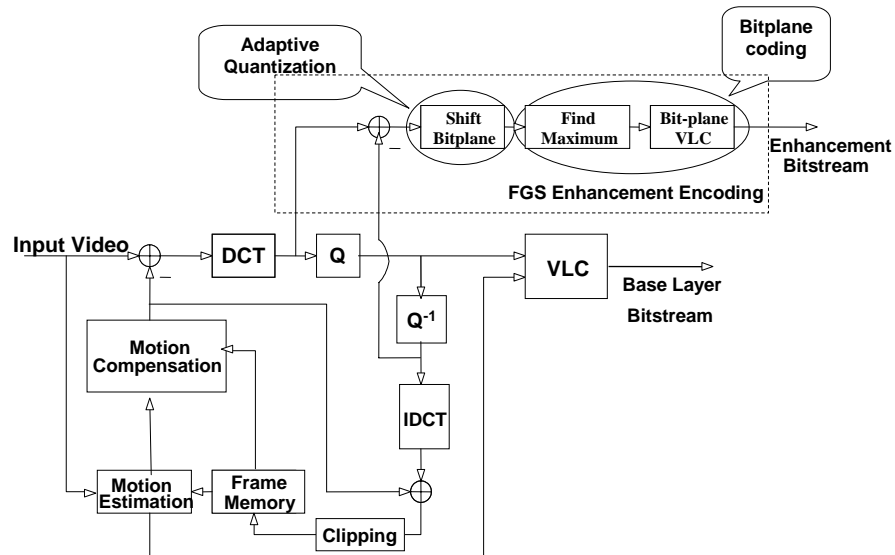 Adaptive
Quantization
Bitplane
coding
Shift
Bitplane
Find
Maximum
Bit-plane
VLC
Enhancement
Bitstream
FGS Enhancement Encoding
Input Video
DCT
Q
VLC
Base Layer
Bitstream
Q⁻¹
Motion
Compensation
IDCT
Motion
Estimation
Frame
Memory
Clipping